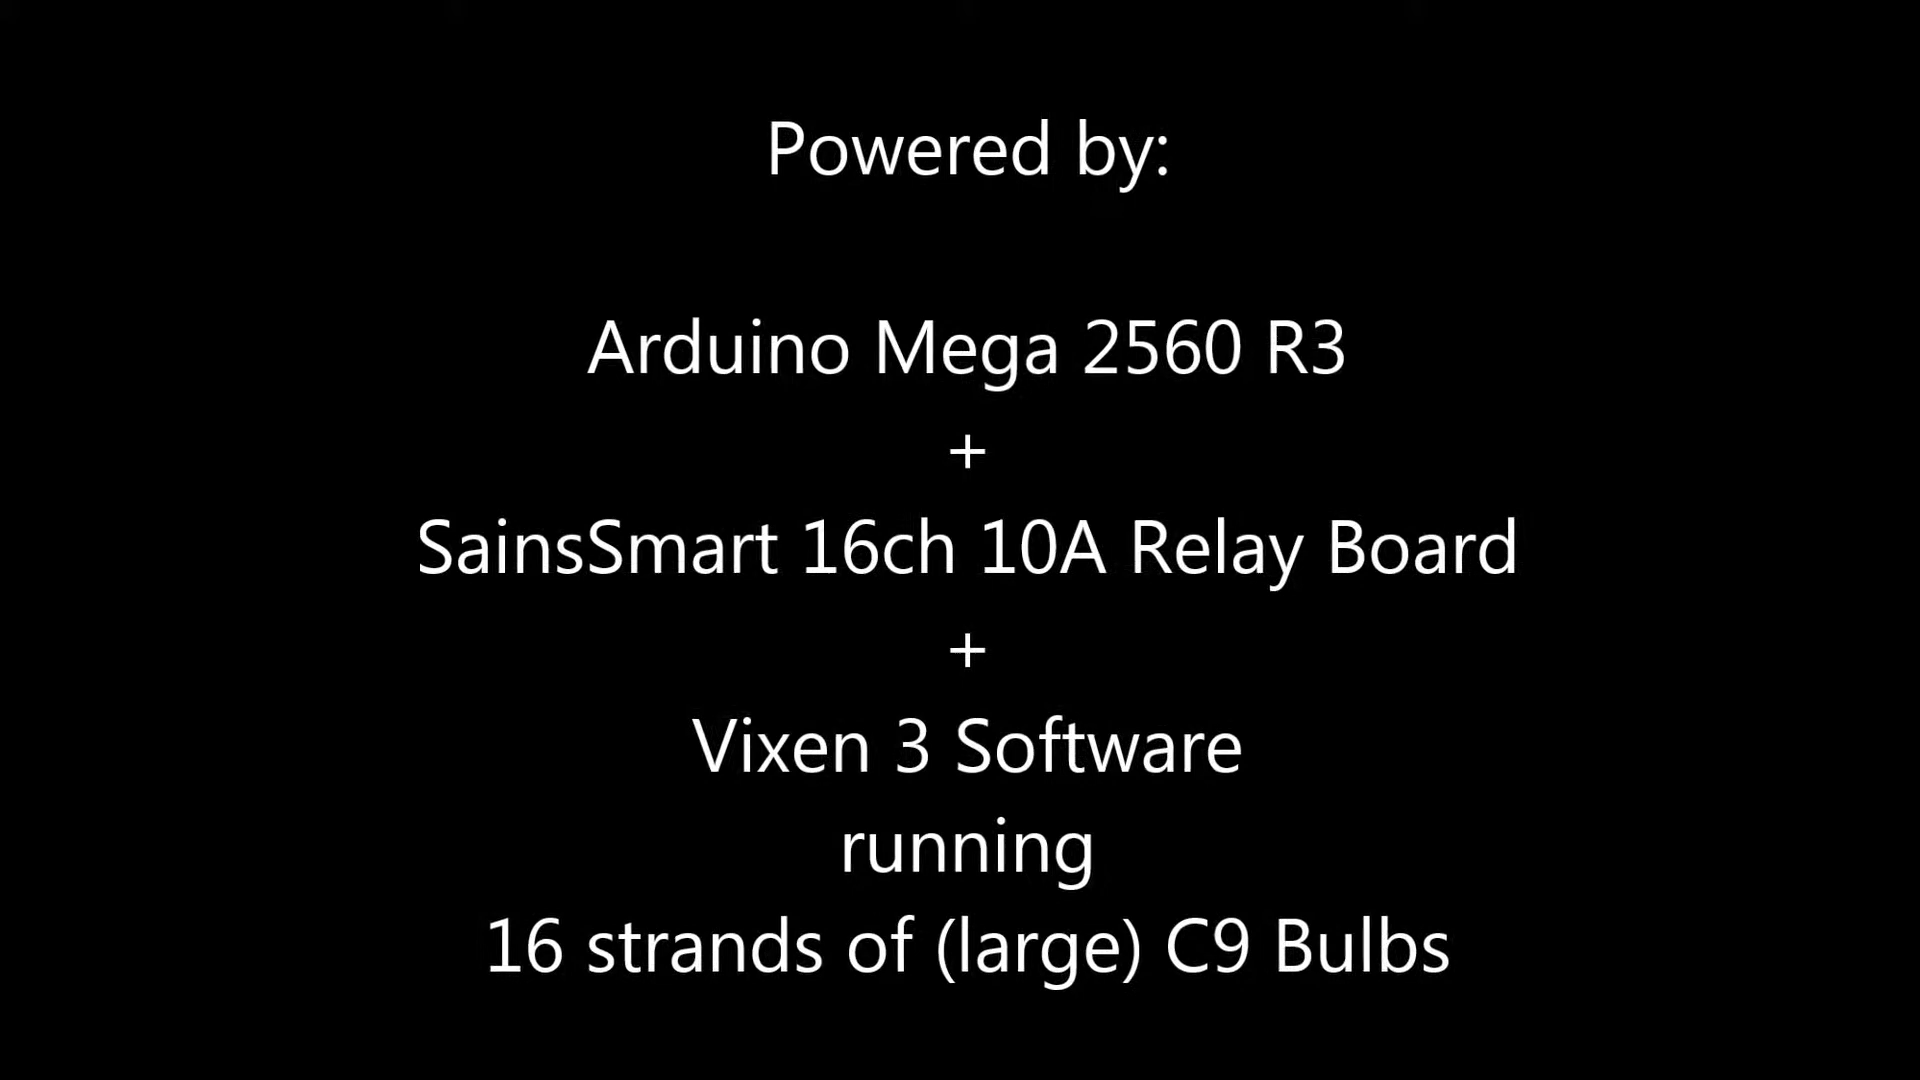 Powered by:
Arduino Mega 2560 R3
+
SainsSmart 16ch 10A Relay Board
+
Vixen 3 Software
running
16 strands of (large) C9 Bulbs